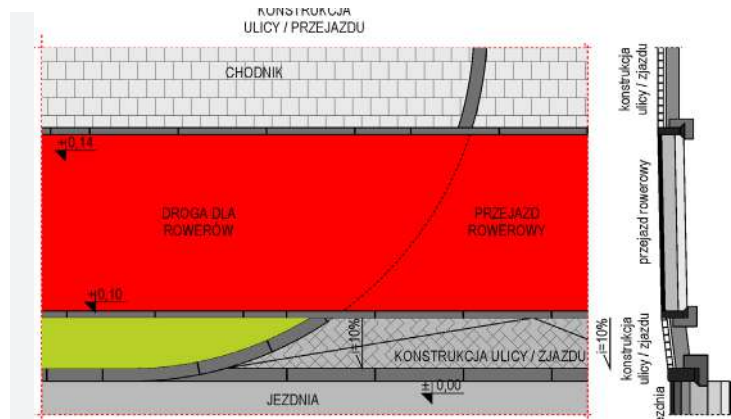 KONSTRUKCJA
ULICY / PRZEJAZDU
CHODNIK
konstrukcja
ulicy / zjazdu
+0,14
DROGA DLA
ROWERÓW
PRZEJAZD
ROWEROWY
przejazd rowerowy
+0,10
i=10%
KONSTRUKCJA ULICY / ZJAZDU
i=10%
konstrukcja
ulicy / zjazdu
JEZDNIA
± 0,00
jezdnia